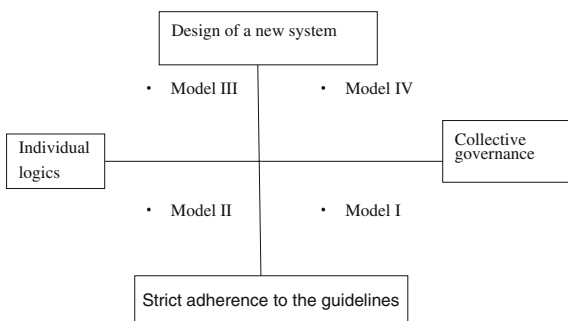 Design of a new system
• Model III
• Model IV
Individual
logics
Collective
governance
• Model II
• Model I
Strict adherence to the guidelines